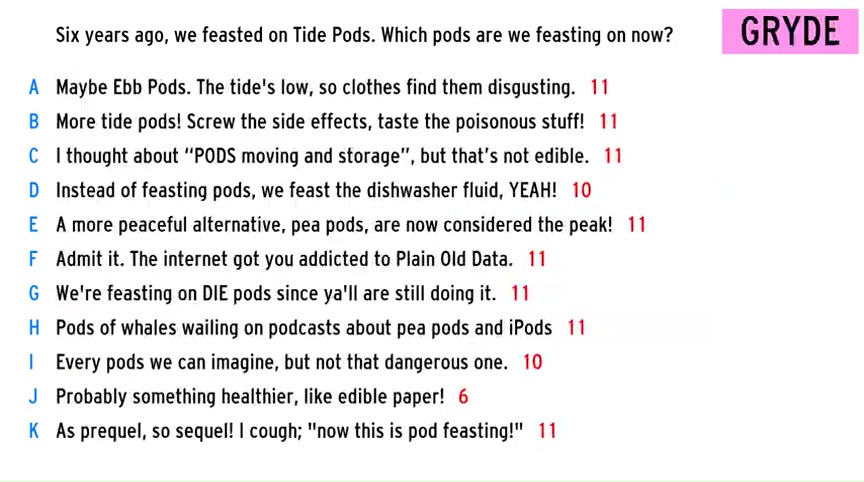 Six years ago, we feasted on Tide Pods. Which pods are we feasting on now?
GRYDE
A Maybe Ebb Pods. The tide's low, so clothes find them disgusting. 11
B More tide pods! Screw the side effects, taste the poisonous stuff! 11
C I thought about “PODS moving and storage”, but that’s not edible. 11
D Instead of feasting pods, we feast the dishwasher fluid, YEAH! 10
E A more peaceful alternative, pea pods, are now considered the peak! 11
F Admit it. The internet got you addicted to Plain Old Data. 11
G We're feasting on DIE pods since ya'll are still doing it. 11
H Pods of whales wailing on podcasts about pea pods and iPods 11
I Every pods we can imagine, but not that dangerous one. 10
J Probably something healthier, like edible paper! 6
K As prequel, so sequel! I cough; "now this is pod feasting!" 11